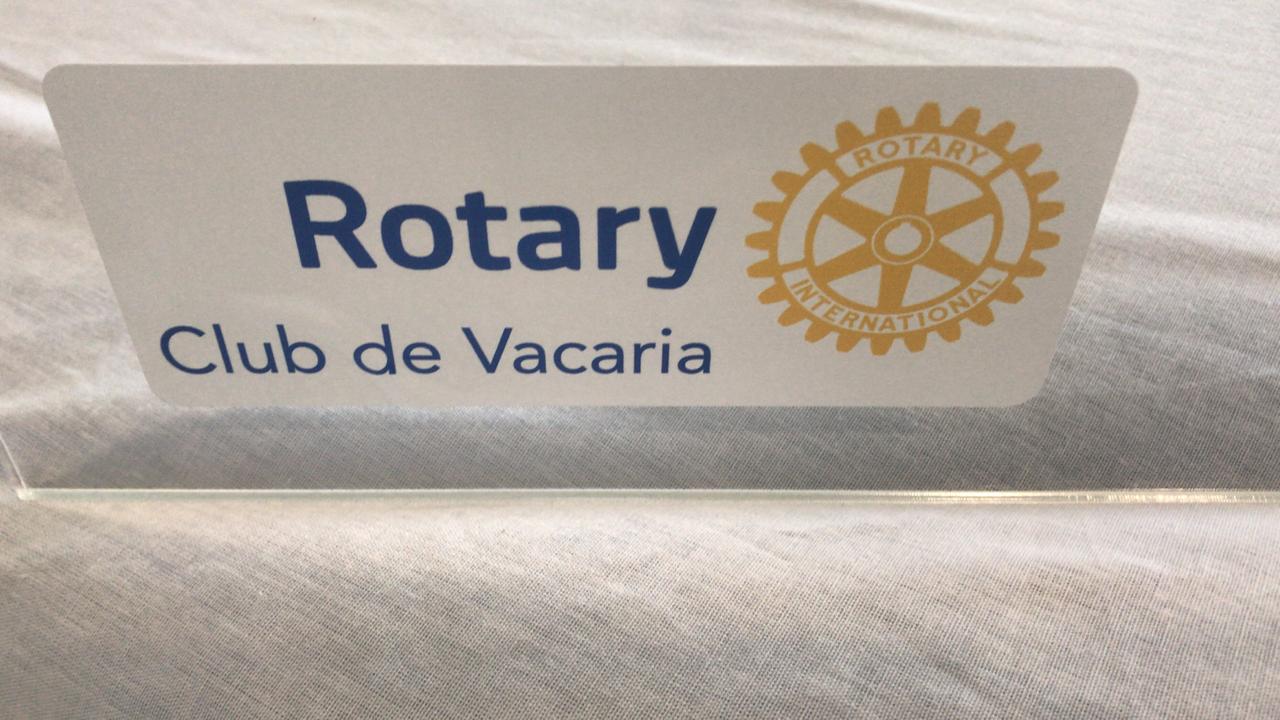 Rotary
Club de Vacaria
ROTARY
INTERNATIONAL